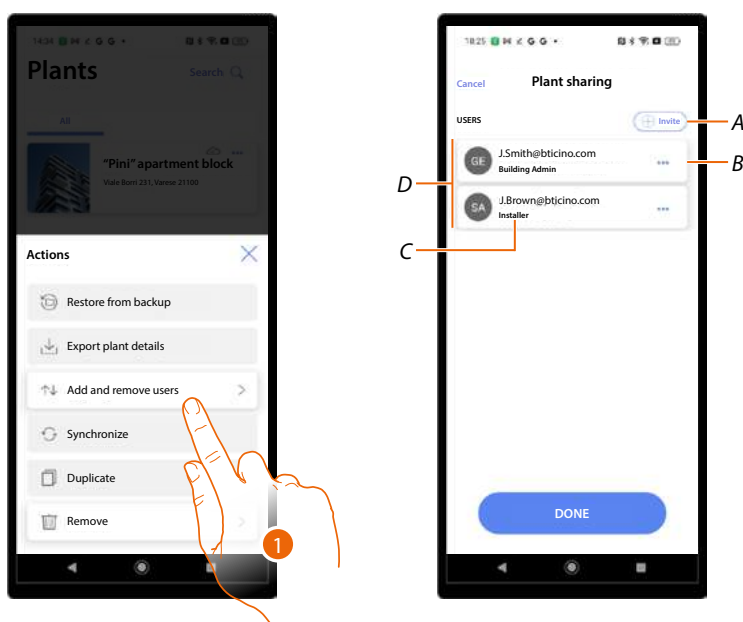 14:34
Plants
Search
All
"Pini" apartment block
Viale Borri 231, Varese 21100
Actions
Restore from backup
Export plant details
Add and remove users
Synchronize
Duplicate
Remove
1
18:25
Cancel
Plant sharing
USERS
Invite
A
GE
J.Smith@bticino.com
Building Admin
B
D
SA
J.Brown@bticino.com
Installer
C
DONE